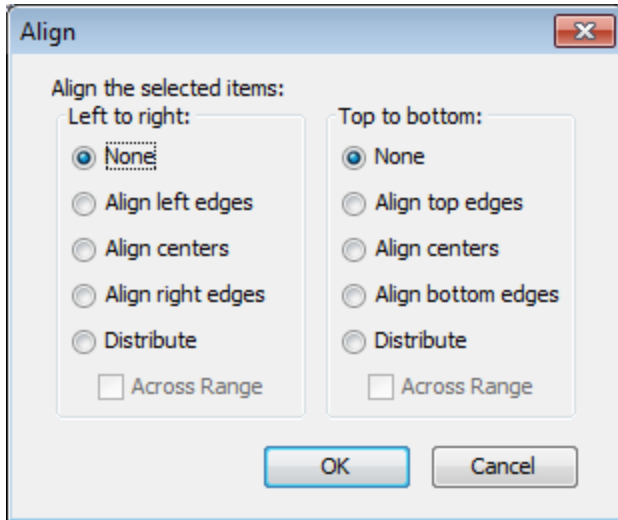 Align
Align the selected items:
Left to right:
None
Align left edges
Align centers
Align right edges
Distribute
Across Range
Top to bottom:
None
Align top edges
Align centers
Align bottom edges
Distribute
Across Range
OK
Cancel